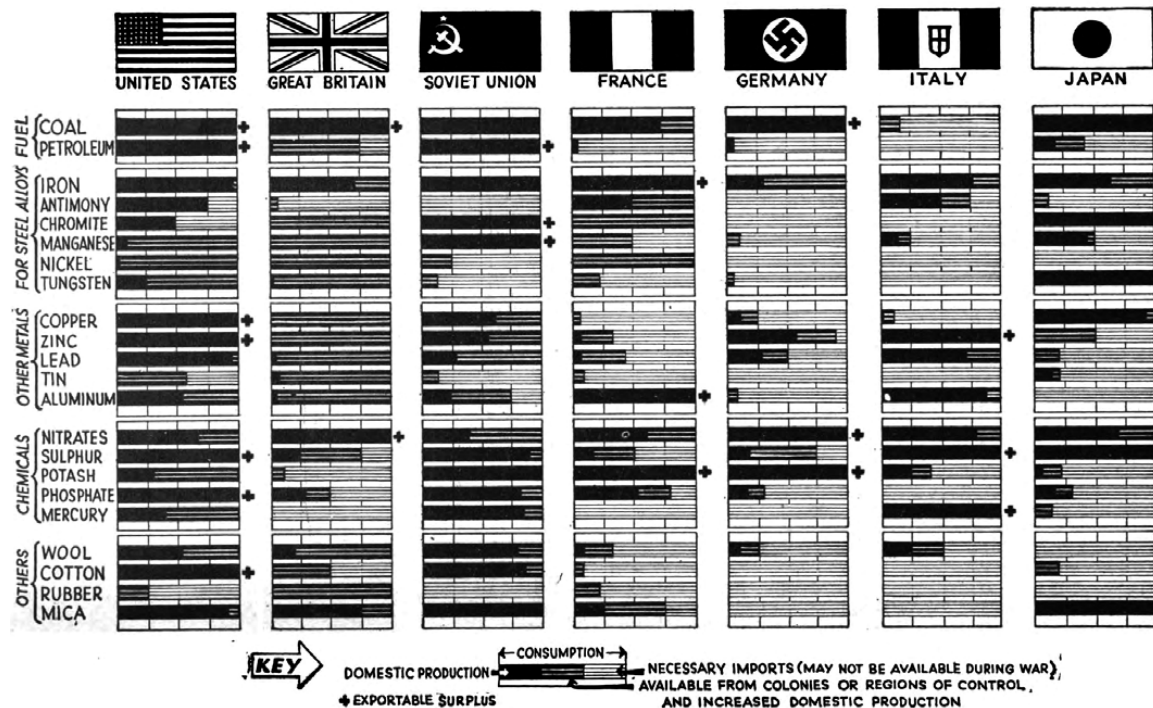 UNITED STATES GREAT BRITAIN SOVIET UNION FRANCE GERMANY ITALY JAPAN
FUEL
COAL
PETROLEUM
FOR STEEL ALLOYS
IRON
ANTIMONY
CHROMITE
MANGANESE
NICKEL
TUNGSTEN
OTHER METALS
COPPER
ZINC
LEAD
TIN
ALUMINUM
CHEMICALS
NITRATES
SULPHUR
POTASH
PHOSPHATE
MERCURY
OTHERS
WOOL
COTTON
RUBBER
MICA
KEY
CONSUMPTION
DOMESTIC PRODUCTION
NECESSARY IMPORTS (MAY NOT BE AVAILABLE DURING WAR)
AVAILABLE FROM COLONIES OR REGIONS OF CONTROL,
AND INCREASED DOMESTIC PRODUCTION
✚ EXPORTABLE SURPLUS